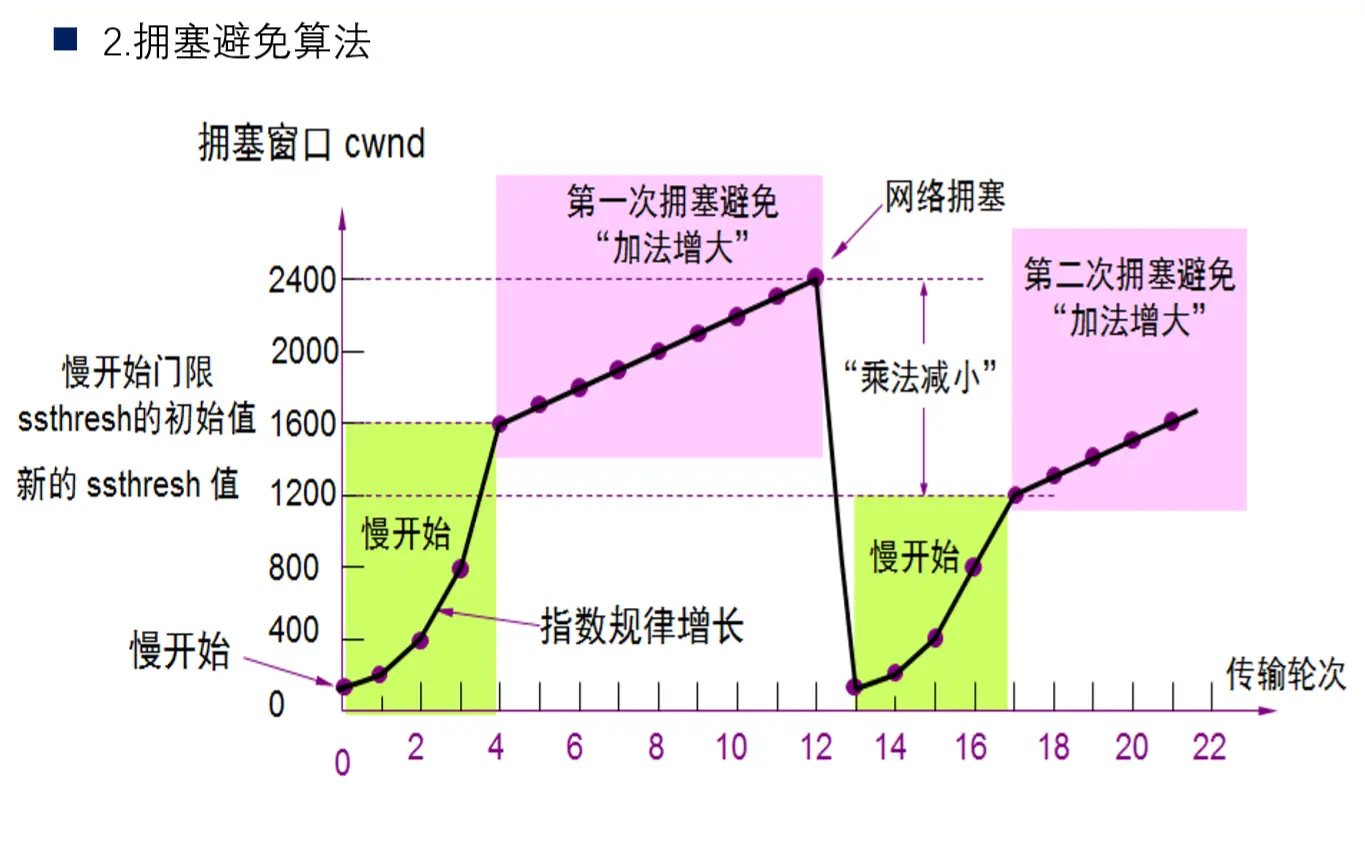 2.拥塞避免算法
拥塞窗口 cwnd
第一次拥塞避免
“加法增大”
网络拥塞
第二次拥塞避免
“加法增大”
2400
2000
“乘法减小”
慢开始门限
ssthresh的初始值
1600
新的 ssthresh 值
1200
慢开始
慢开始
800
400
指数规律增长
慢开始
传输轮次
0
0 2 4 6 8 10 12 14 16 18 20 22